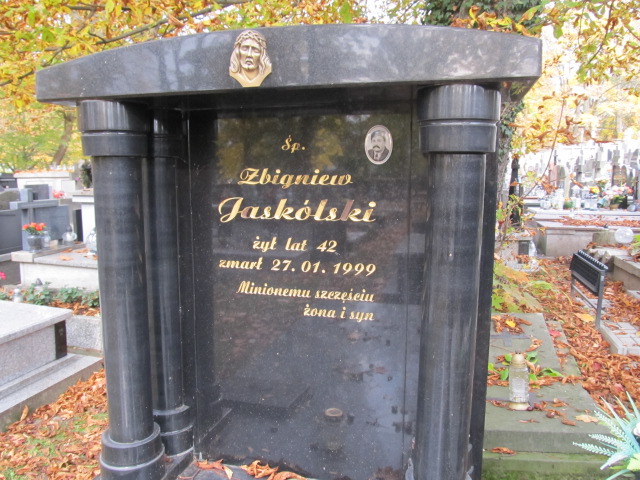 Śp.
Zbigniew
Jaskólski
żył lat 42
zmarł 27. 01. 1999
Minionemu szczęściu
żona i syn